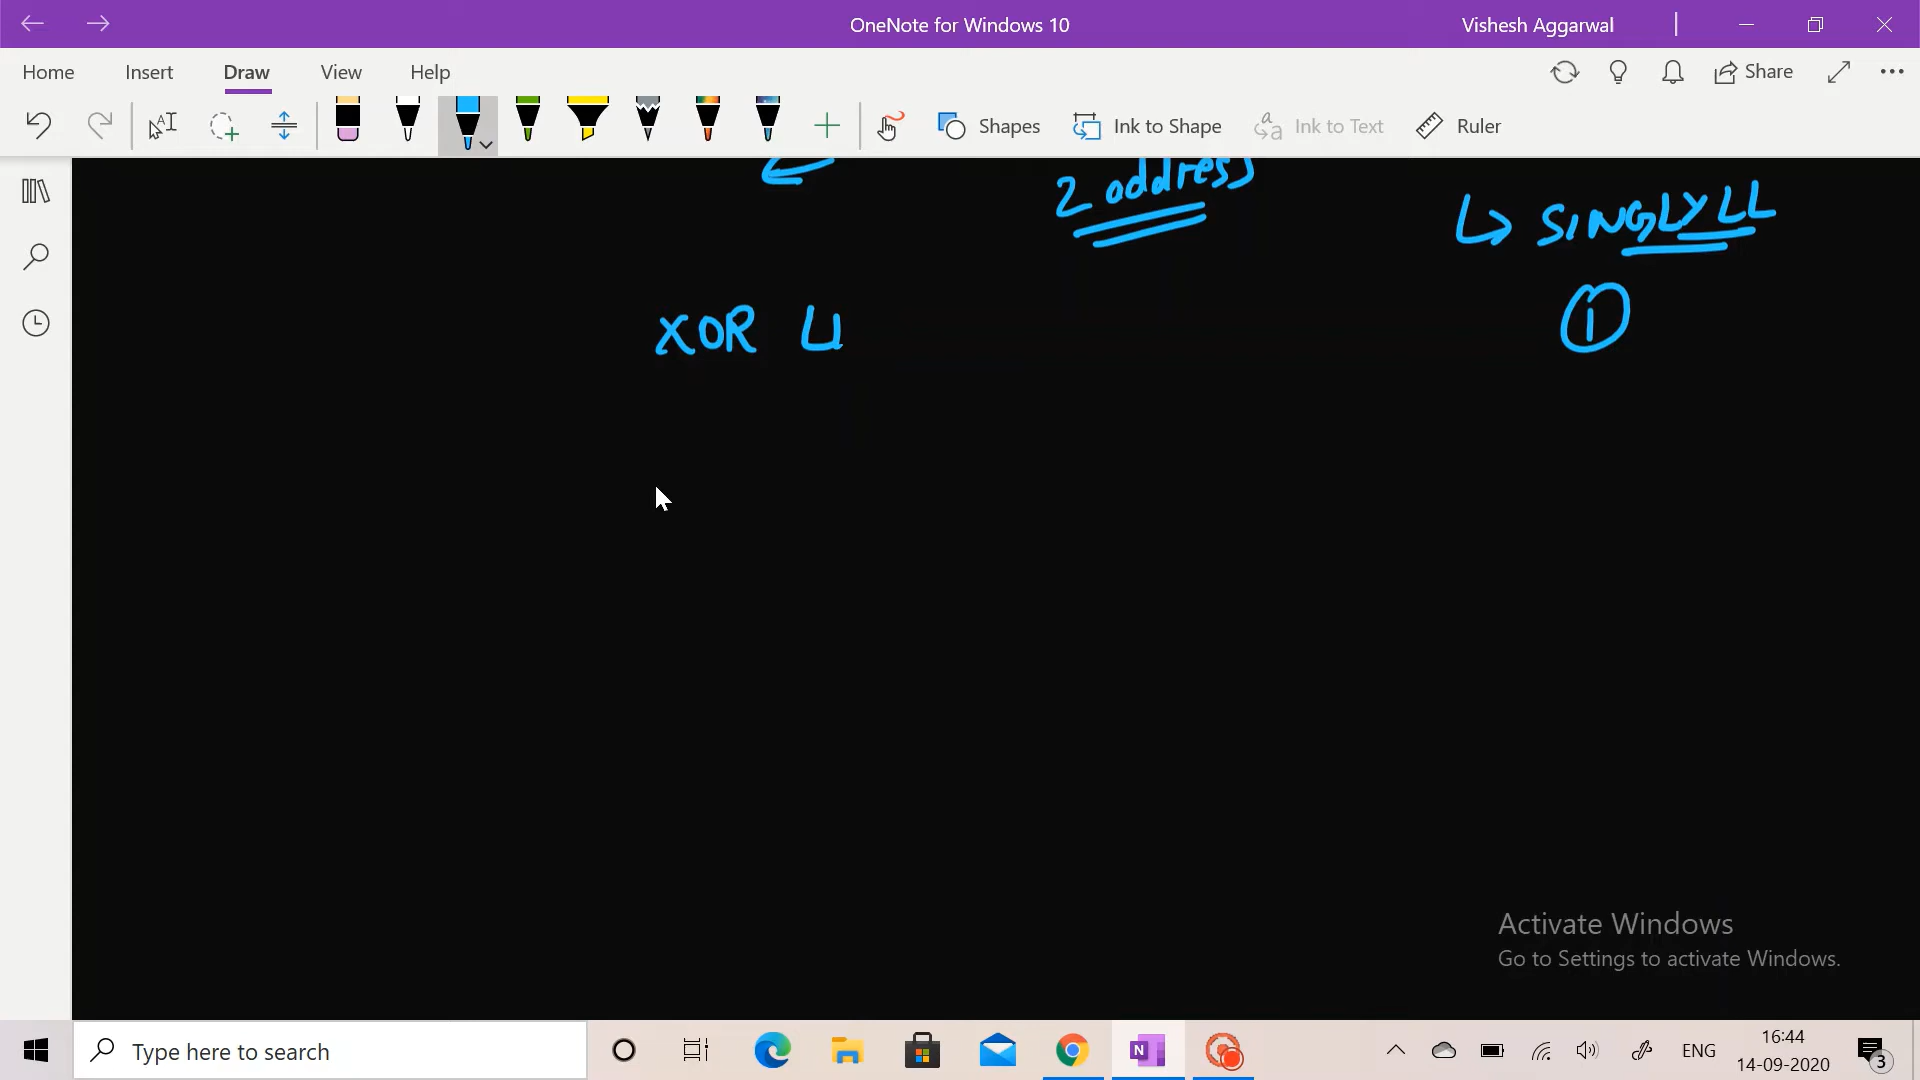 OneNote for Windows 10
Vishesh Aggarwal
Home Insert Draw View Help
Share
Shapes Ink to Shape Ink to Text Ruler
2 address
SINGLY LL
XOR LL
1
Activate Windows
Go to Settings to activate Windows.
Type here to search
ENG
16:44
14-09-2020
3